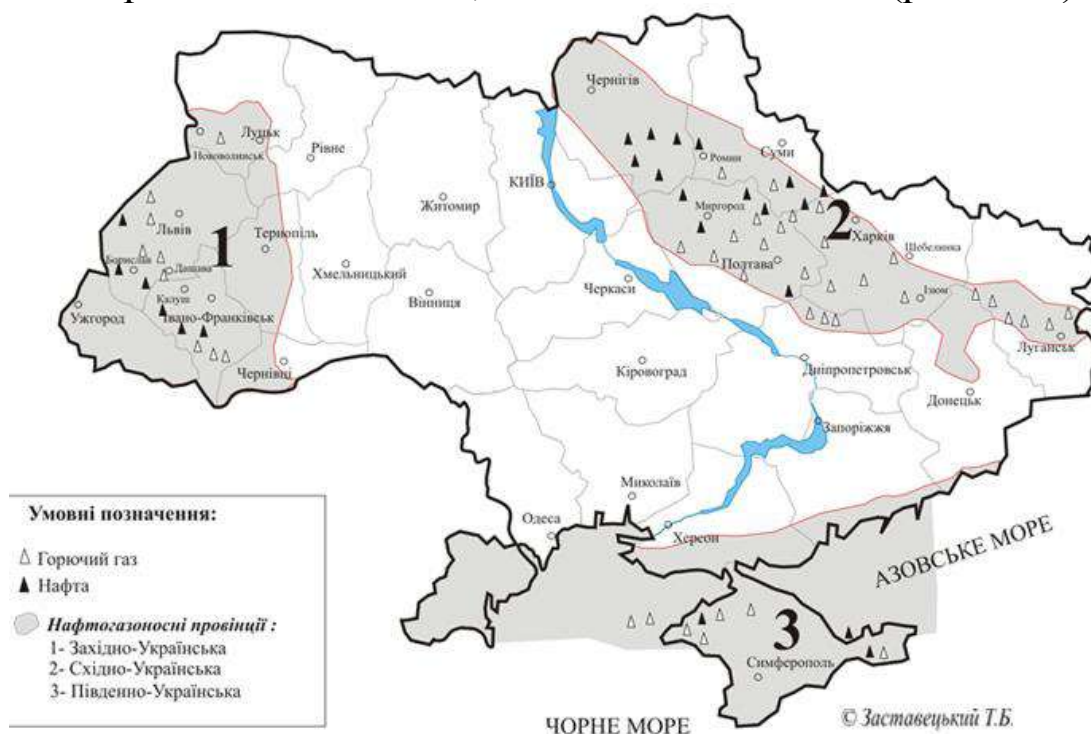 Чернігів
Ромни
Суми
Луцьк
Нововолинськ
Рівне
КИЇВ
Житомир
Миргород
2
Харків
Львів
1
Тернопіль
Шебелинка
Полтава
Борислав
Дашава
Хмельницький
Черкаси
Калуш
Вінниця
Ізюм
Ужгород
Івано-Франківськ
Луганськ
Чернівці
Кіровоград
Дніпропетровськ
Донецьк
Запоріжжя
Миколаїв
Одеса
Херсон
АЗОВСЬКЕ МОРЕ
3
Симферополь
ЧОРНЕ МОРЕ
© Заставецький Т.Б.
Умовні позначення:
Горючий газ
Нафта
Нафтогазоносні провінції :
1- Західно-Українська
2- Східно-Українська
3- Південно-Українська